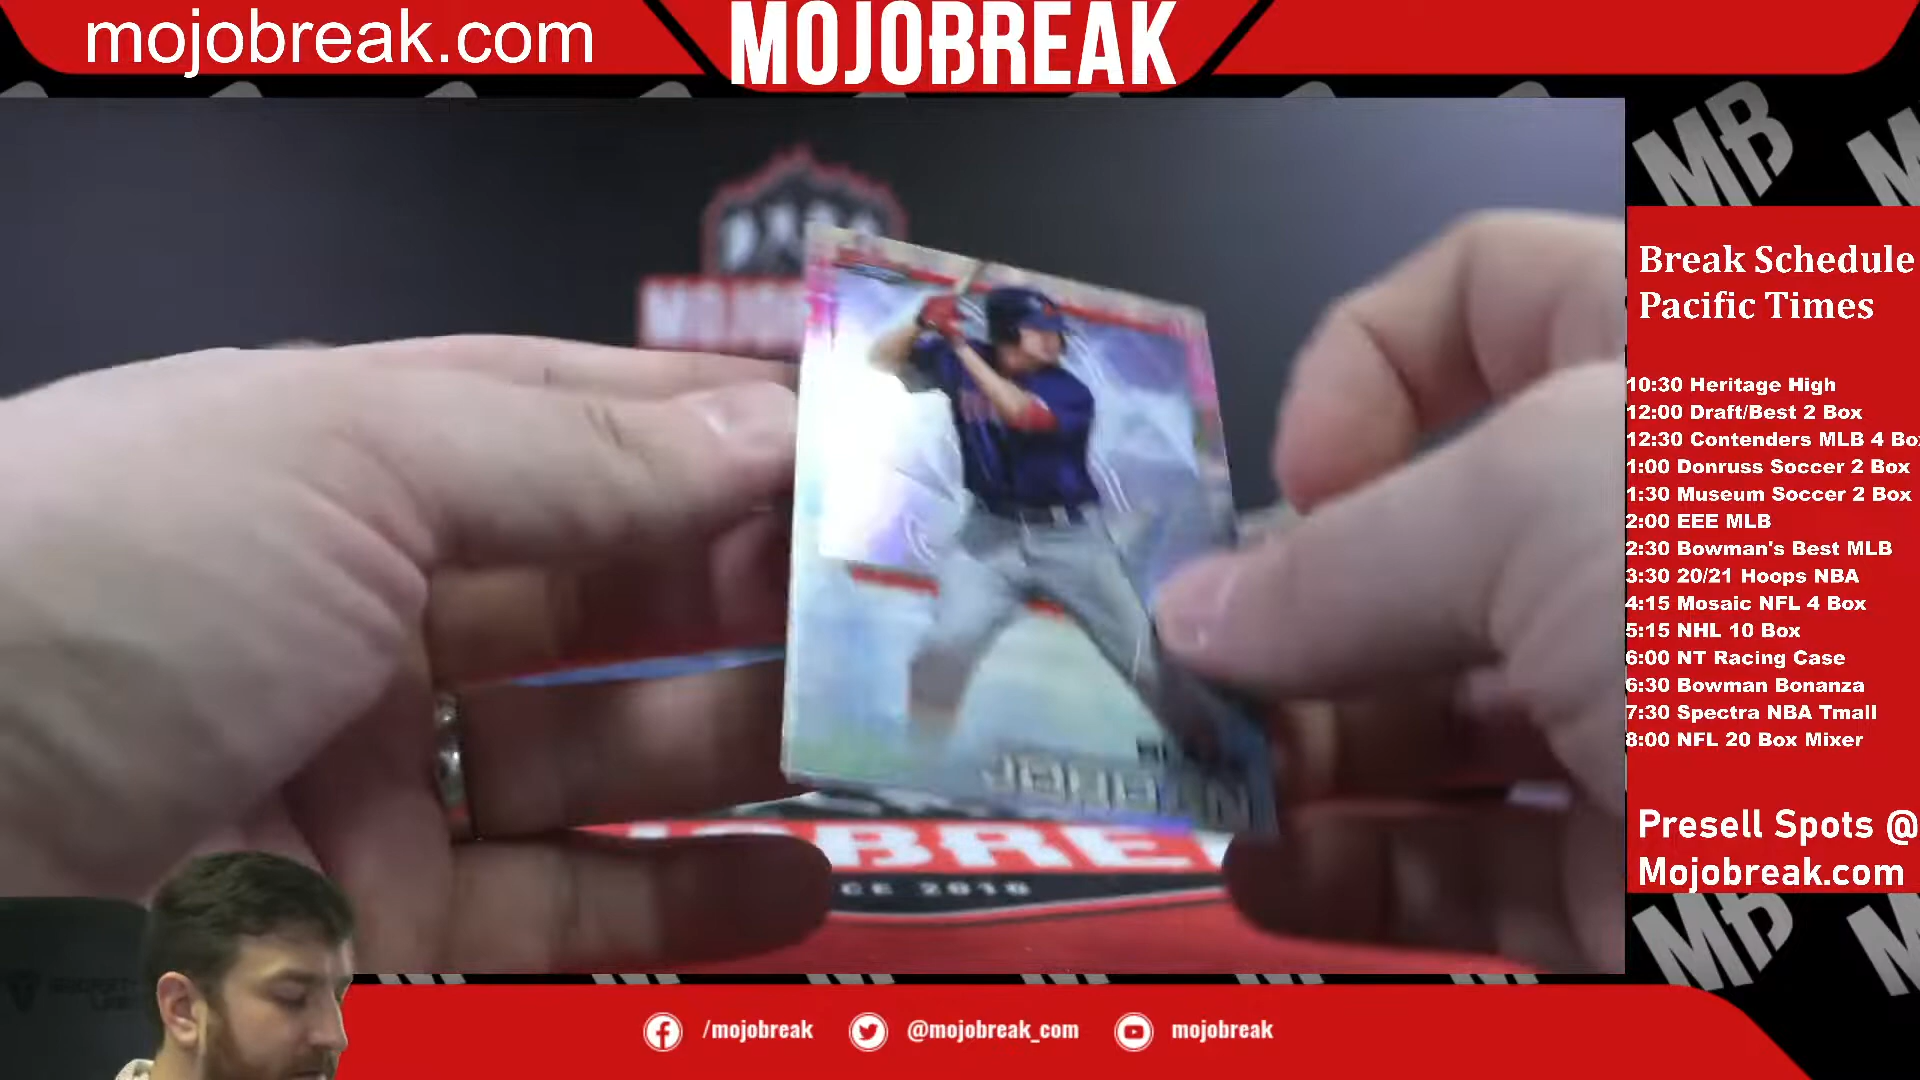 mojobreak.com
MOJOBREAK
MB
Break Schedule
Pacific Times
10:30 Heritage High
12:00 Draft/Best 2 Box
12:30 Contenders MLB 4 Box
1:00 Donruss Soccer 2 Box
1:30 Museum Soccer 2 Box
2:00 EEE MLB
2:30 Bowman's Best MLB
3:30 20/21 Hoops NBA
4:15 Mosaic NFL 4 Box
5:15 NHL 10 Box
6:00 NT Racing Case
6:30 Bowman Bonanza
7:30 Spectra NBA Tmall
8:00 NFL 20 Box Mixer
Presell Spots @
Mojobreak.com
MB
/mojobreak
@mojobreak_com
mojobreak